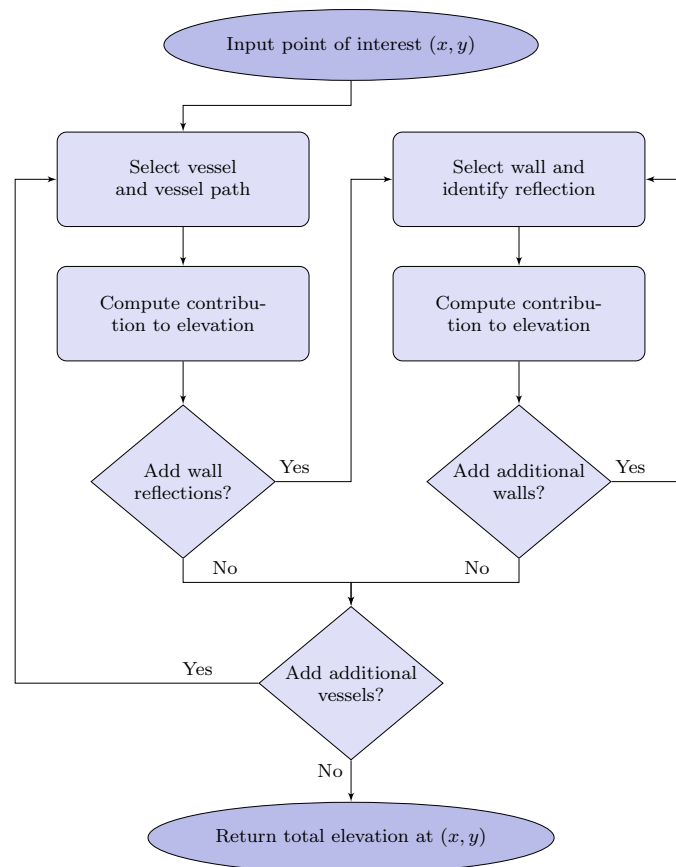 Input point of interest (x, y)
Select vessel
and vessel path
Select wall and
identify reflection
Compute contribu-
tion to elevation
Compute contribu-
tion to elevation
Add wall
reflections?
Yes
Add additional
walls?
Yes
No
No
Add additional
vessels?
Yes
No
Return total elevation at (x, y)